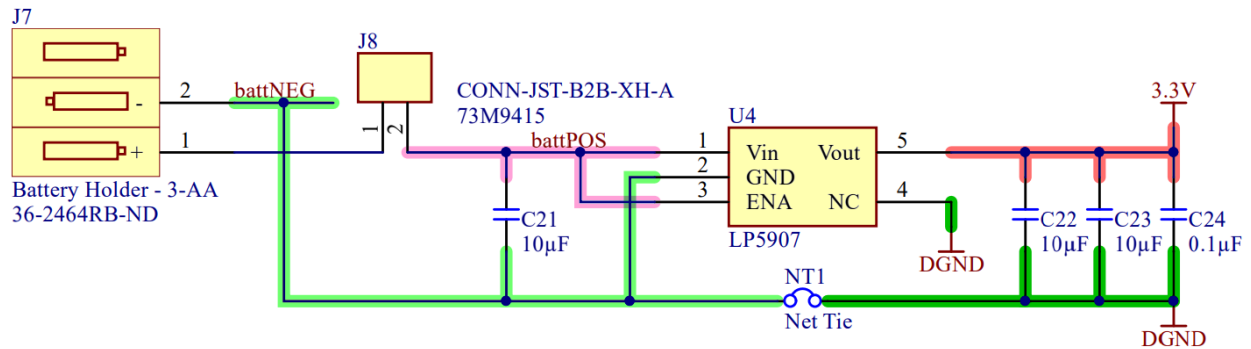 J7
2
battNEG
-
1
+
Battery Holder - 3-AA
36-2464RB-ND
J8
1
2
CONN-JST-B2B-XH-A
73M9415
battPOS
U4
1
Vin
Vout
5
2
GND
3
ENA
NC
4
LP5907
DGND
C21
10µF
NT1
Net Tie
3.3V
C22
10µF
C23
10µF
C24
0.1µF
DGND